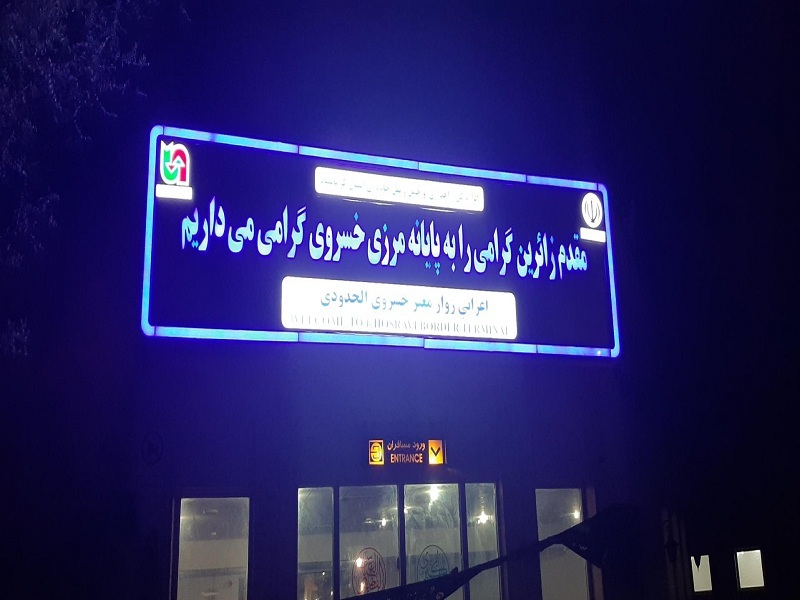 مقدم زائرین گرامی را به پایانه مرزی خسروی گرامی می داریم
اعزانی زوار معبر خسروی الحدودی
WELCOME TO KHOSRAVI BORDER TERMINAL
ورود مسافران
ENTRANCE